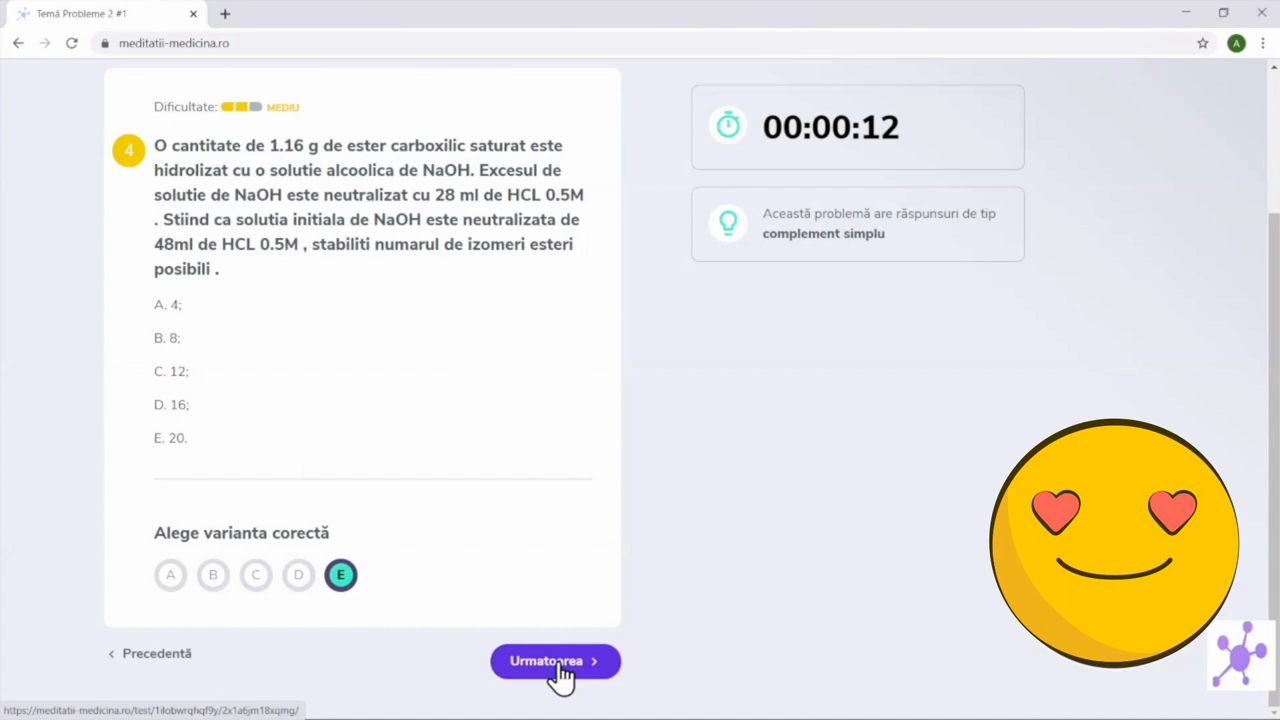 Temă Probleme 2 #1
meditatii-medicina.ro
A
Dificultate: MEDIU
4
O cantitate de 1.16 g de ester carboxilic saturat este
hidrolizat cu o solutie alcoolica de NaOH. Excesul de
solutie de NaOH este neutralizat cu 28 ml de HCL 0.5M
. Stiind ca solutia initiala de NaOH este neutralizata de
48ml de HCL 0.5M , stabiliti numarul de izomeri esteri
posibili .
A. 4;
B. 8;
C. 12;
D. 16;
E. 20.
Alege varianta corectă
A B C D E
Precedentă
Urmatoarea
00:00:12
Această problemă are răspunsuri de tip
complement simplu
https://meditatii-medicina.ro/test/1ilobwrqhqf9y/2x1a6jm18xqmg/